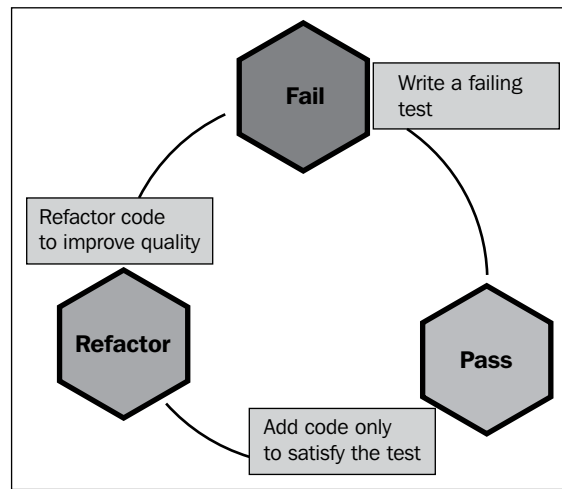 Fail
Write a failing
test
Refactor code
to improve quality
Refactor
Pass
Add code only
to satisfy the test